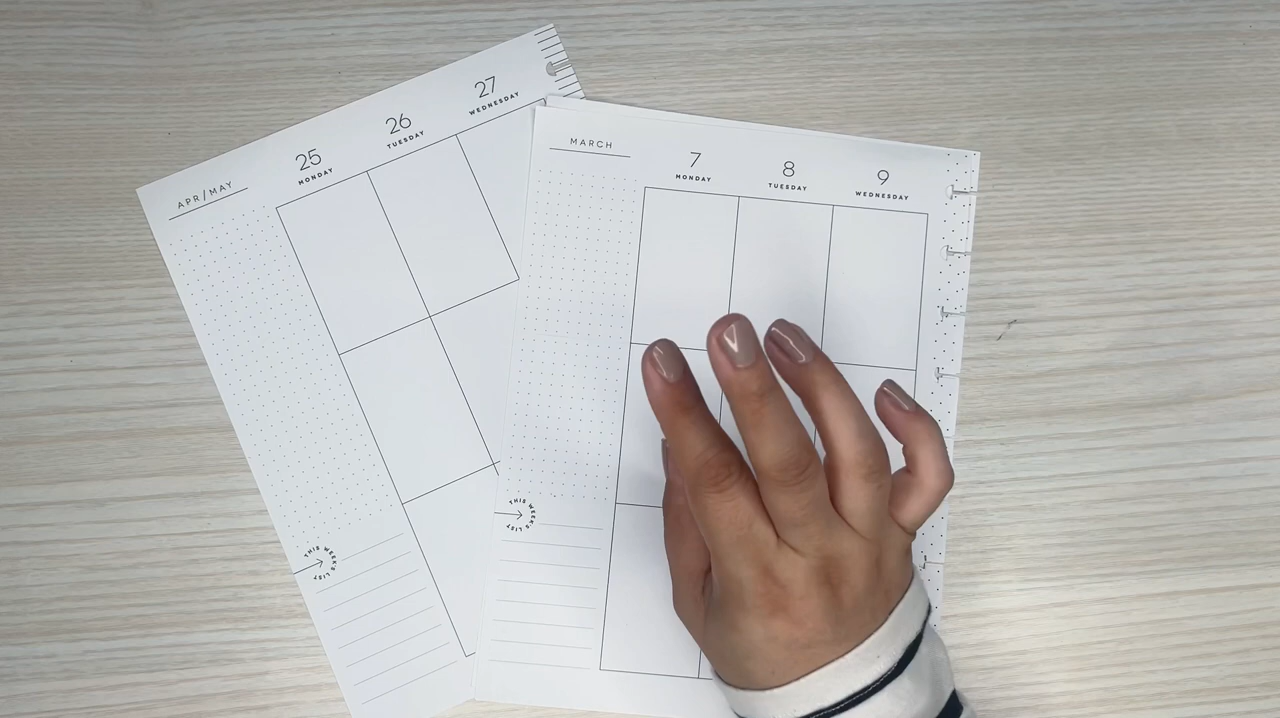 APR/MAY
25
MONDAY
26
TUESDAY
27
WEDNESDAY
THIS WEEK'S LIST
MARCH
7
MONDAY
8
TUESDAY
9
WEDNESDAY
THIS WEEK'S LIST